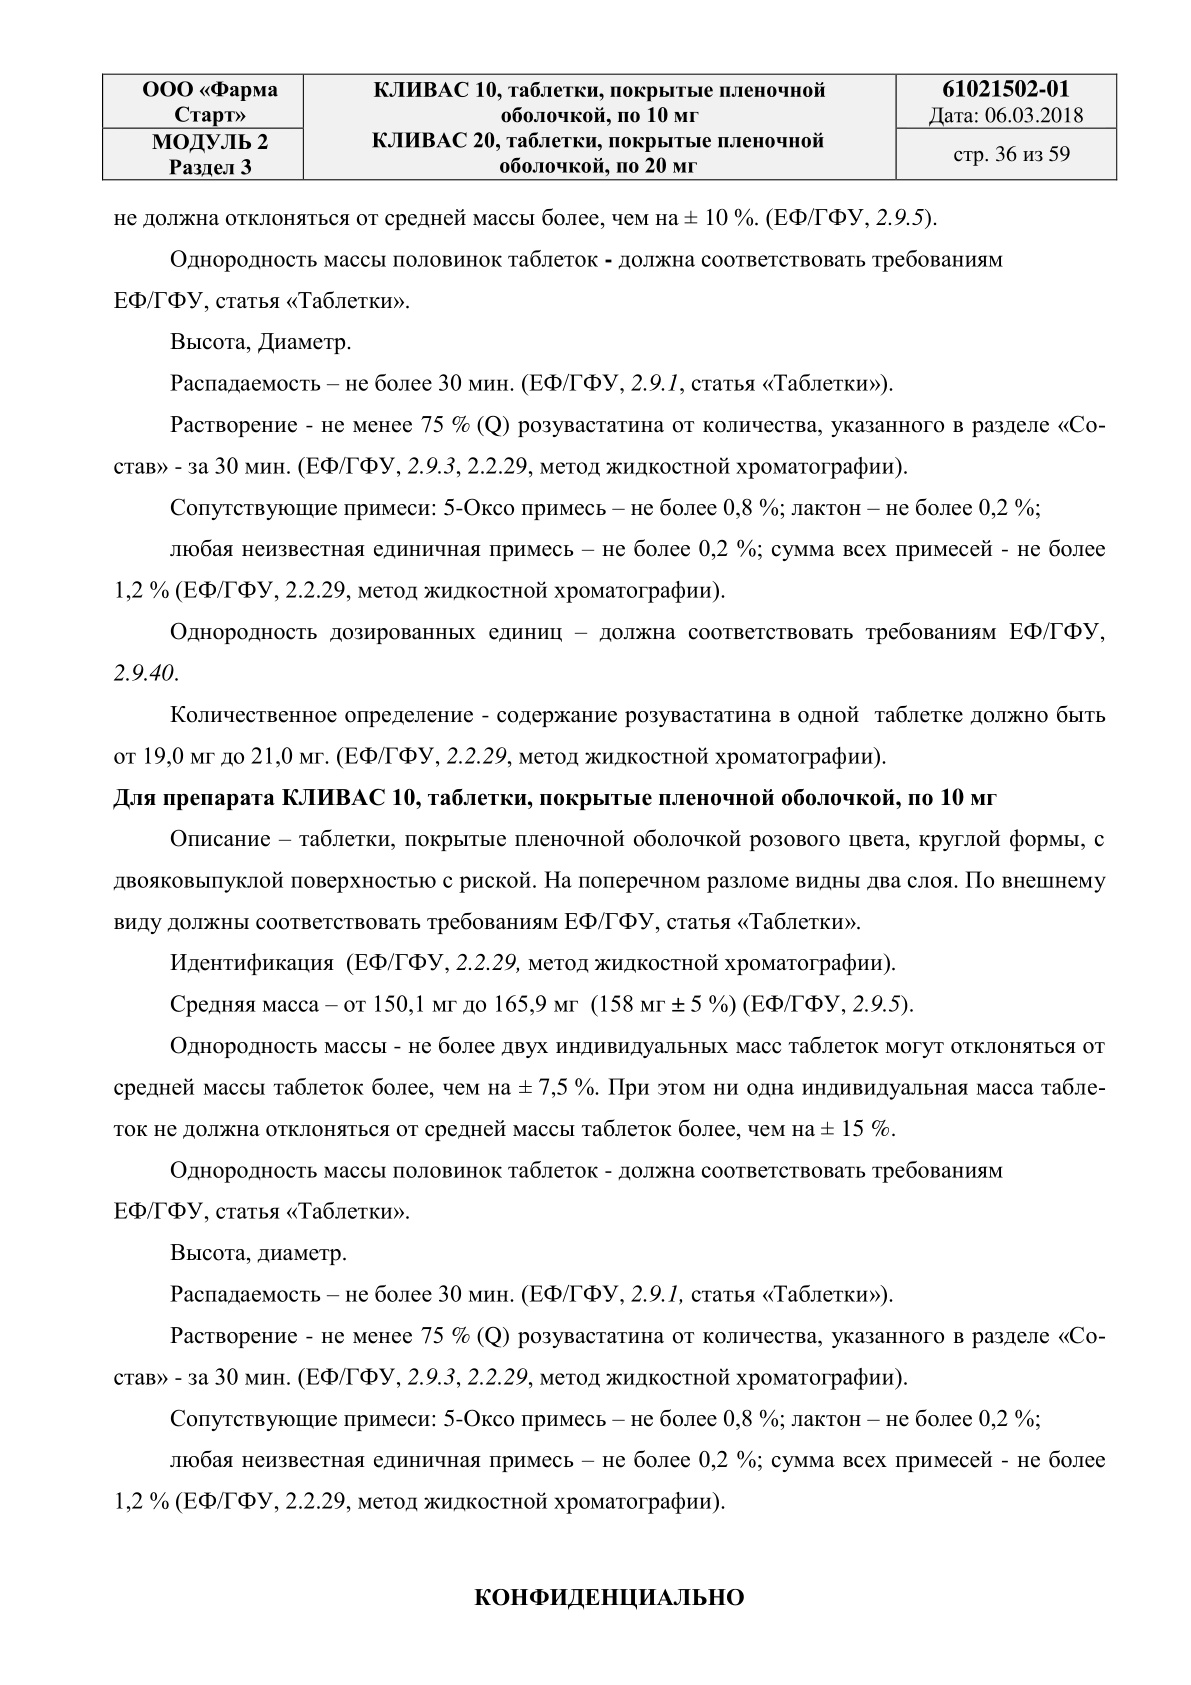 ООО «Фарма
Старт»
МОДУЛЬ 2
Раздел 3
КЛИВАС 10, таблетки, покрытые пленочной
оболочкой, по 10 мг
КЛИВАС 20, таблетки, покрытые пленочной
оболочкой, по 20 мг
61021502-01
Дата: 06.03.2018
стр. 36 из 59
не должна отклоняться от средней массы более, чем на ± 10 %. (ЕФ/ГФУ, 2.9.5).
Однородность массы половинок таблеток - должна соответствовать требованиям
ЕФ/ГФУ, статья «Таблетки».
Высота, Диаметр.
Распадаемость – не более 30 мин. (ЕФ/ГФУ, 2.9.1, статья «Таблетки»).
Растворение - не менее 75 % (Q) розувастатина от количества, указанного в разделе «Со-
став» - за 30 мин. (ЕФ/ГФУ, 2.9.3, 2.2.29, метод жидкостной хроматографии).
Сопутствующие примеси: 5-Оксо примесь – не более 0,8 %; лактон – не более 0,2 %;
любая неизвестная единичная примесь – не более 0,2 %; сумма всех примесей - не более
1,2 % (ЕФ/ГФУ, 2.2.29, метод жидкостной хроматографии).
Однородность дозированных единиц – должна соответствовать требованиям ЕФ/ГФУ,
2.9.40.
Количественное определение - содержание розувастатина в одной таблетке должно быть
от 19,0 мг до 21,0 мг. (ЕФ/ГФУ, 2.2.29, метод жидкостной хроматографии).
Для препарата КЛИВАС 10, таблетки, покрытые пленочной оболочкой, по 10 мг
Описание – таблетки, покрытые пленочной оболочкой розового цвета, круглой формы, с
двояковыпуклой поверхностью с риской. На поперечном разломе видны два слоя. По внешнему
виду должны соответствовать требованиям ЕФ/ГФУ, статья «Таблетки».
Идентификация (ЕФ/ГФУ, 2.2.29, метод жидкостной хроматографии).
Средняя масса – от 150,1 мг до 165,9 мг (158 мг ± 5 %) (ЕФ/ГФУ, 2.9.5).
Однородность массы - не более двух индивидуальных масс таблеток могут отклоняться от
средней массы таблеток более, чем на ± 7,5 %. При этом ни одна индивидуальная масса табле-
ток не должна отклоняться от средней массы таблеток более, чем на ± 15 %.
Однородность массы половинок таблеток - должна соответствовать требованиям
ЕФ/ГФУ, статья «Таблетки».
Высота, диаметр.
Распадаемость – не более 30 мин. (ЕФ/ГФУ, 2.9.1, статья «Таблетки»).
Растворение - не менее 75 % (Q) розувастатина от количества, указанного в разделе «Со-
став» - за 30 мин. (ЕФ/ГФУ, 2.9.3, 2.2.29, метод жидкостной хроматографии).
Сопутствующие примеси: 5-Оксо примесь – не более 0,8 %; лактон – не более 0,2 %;
любая неизвестная единичная примесь – не более 0,2 %; сумма всех примесей - не более
1,2 % (ЕФ/ГФУ, 2.2.29, метод жидкостной хроматографии).
КОНФИДЕНЦИАЛЬНО